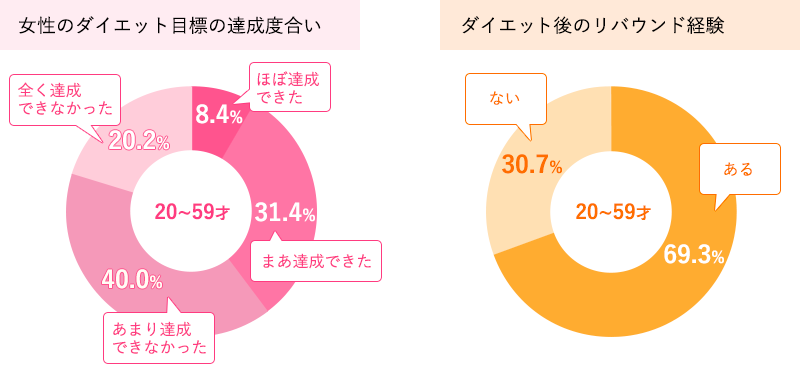 女性のダイエット目標の達成度合い
ほぼ達成
できた
8.4%
31.4%
まあ達成できた
あまり達成
できなかった
40.0%
全く達成
できなかった
20.2%
20~59才
ダイエット後のリバウンド経験
ない
30.7%
ある
69.3%
20~59才